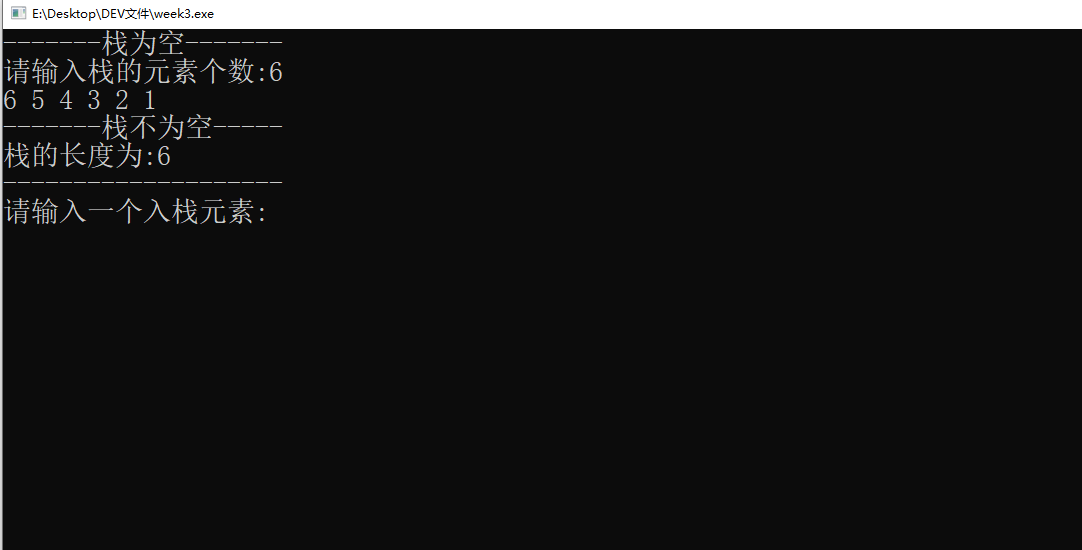 E:\Desktop\DEV文件\week3.exe
-------栈为空-------
请输入栈的元素个数:6
6 5 4 3 2 1
-------栈不为空-----
栈的长度为:6
--------------------
请输入一个入栈元素: